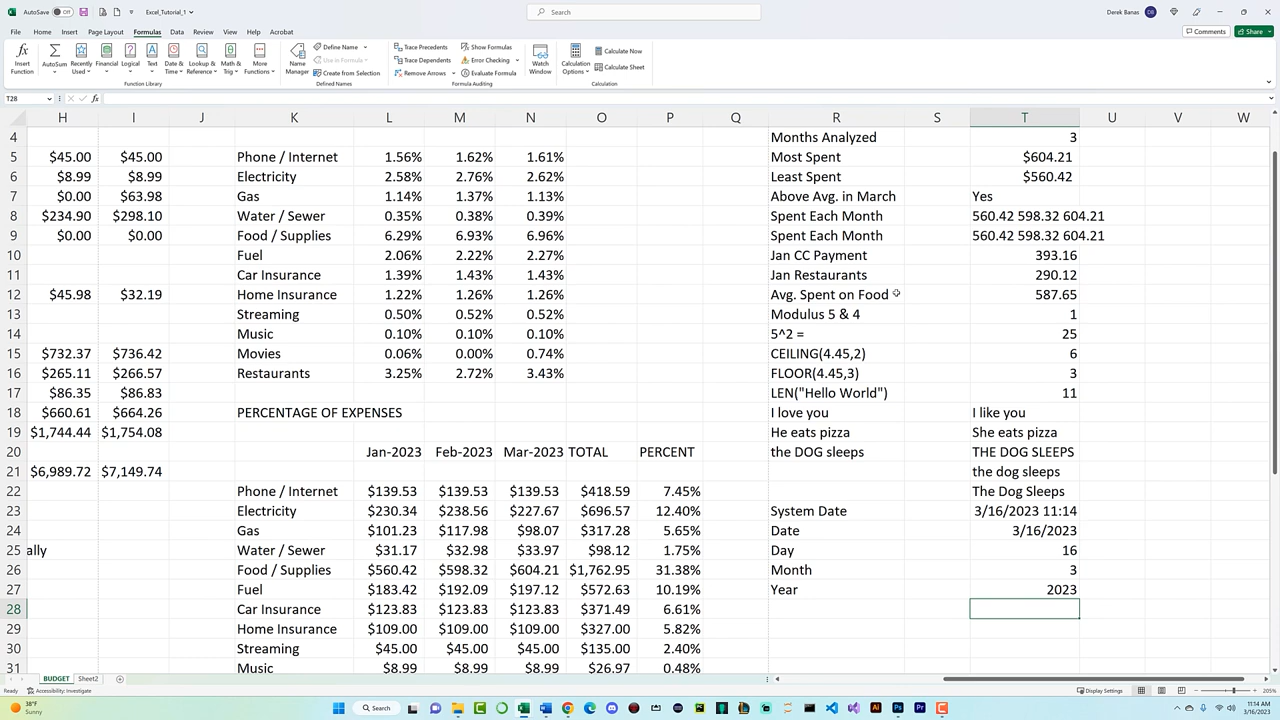 AutoSave Off Excel_Tutorial_1 Search Derek Banas DB
File Home Insert Page Layout Formulas Data Review View Help Acrobat Comments Share
Insert Function AutoSum Recently Used Financial Logical Text Date & Time Lookup & Reference Math & Trig More Functions Name Manager Define Name Use in Formula Create from Selection Trace Precedents Trace Dependents Remove Arrows Show Formulas Error Checking Evaluate Formula Watch Window Calculation Options Calculate Now Calculate Sheet
Function Library Defined Names Formula Auditing Calculation
T28 fx
H I J K L M N O P Q R S T U V W
4 Months Analyzed 3
5 $45.00 $45.00 Phone / Internet 1.56% 1.62% 1.61% Most Spent $604.21
6 $8.99 $8.99 Electricity 2.58% 2.76% 2.62% Least Spent $560.42
7 $0.00 $63.98 Gas 1.14% 1.37% 1.13% Above Avg. in March Yes
8 $234.90 $298.10 Water / Sewer 0.35% 0.38% 0.39% Spent Each Month 560.42 598.32 604.21
9 $0.00 $0.00 Food / Supplies 6.29% 6.93% 6.96% Spent Each Month 560.42 598.32 604.21
10 Fuel 2.06% 2.22% 2.27% Jan CC Payment 393.16
11 Car Insurance 1.39% 1.43% 1.43% Jan Restaurants 290.12
12 $45.98 $32.19 Home Insurance 1.22% 1.26% 1.26% Avg. Spent on Food 587.65
13 Streaming 0.50% 0.52% 0.52% Modulus 5 & 4 1
14 Music 0.10% 0.10% 0.10% 5^2 = 25
15 $732.37 $736.42 Movies 0.06% 0.00% 0.74% CEILING(4.45,2) 6
16 $265.11 $266.57 Restaurants 3.25% 2.72% 3.43% FLOOR(4.45,3) 3
17 $86.35 $86.83 LEN("Hello World") 11
18 $660.61 $664.26 PERCENTAGE OF EXPENSES I love you I like you
19 $1,744.44 $1,754.08 He eats pizza She eats pizza
20 Jan-2023 Feb-2023 Mar-2023 TOTAL PERCENT the DOG sleeps THE DOG SLEEPS
21 $6,989.72 $7,149.74 the dog sleeps
22 Phone / Internet $139.53 $139.53 $139.53 $418.59 7.45% The Dog Sleeps
23 Electricity $230.34 $238.56 $227.67 $696.57 12.40% System Date 3/16/2023 11:14
24 Gas $101.23 $117.98 $98.07 $317.28 5.65% Date 3/16/2023
25 ally Water / Sewer $31.17 $32.98 $33.97 $98.12 1.75% Day 16
26 Food / Supplies $560.42 $598.32 $604.21 $1,762.95 31.38% Month 3
27 Fuel $183.42 $192.09 $197.12 $572.63 10.19% Year 2023
28 Car Insurance $123.83 $123.83 $123.83 $371.49 6.61%
29 Home Insurance $109.00 $109.00 $109.00 $327.00 5.82%
30 Streaming $45.00 $45.00 $45.00 $135.00 2.40%
31 Music $8.99 $8.99 $8.99 $26.97 0.48%
BUDGET Sheet2
Ready Accessibility: Investigate Display Settings 205%
38°F Sunny Search 11:14 AM 3/16/2023